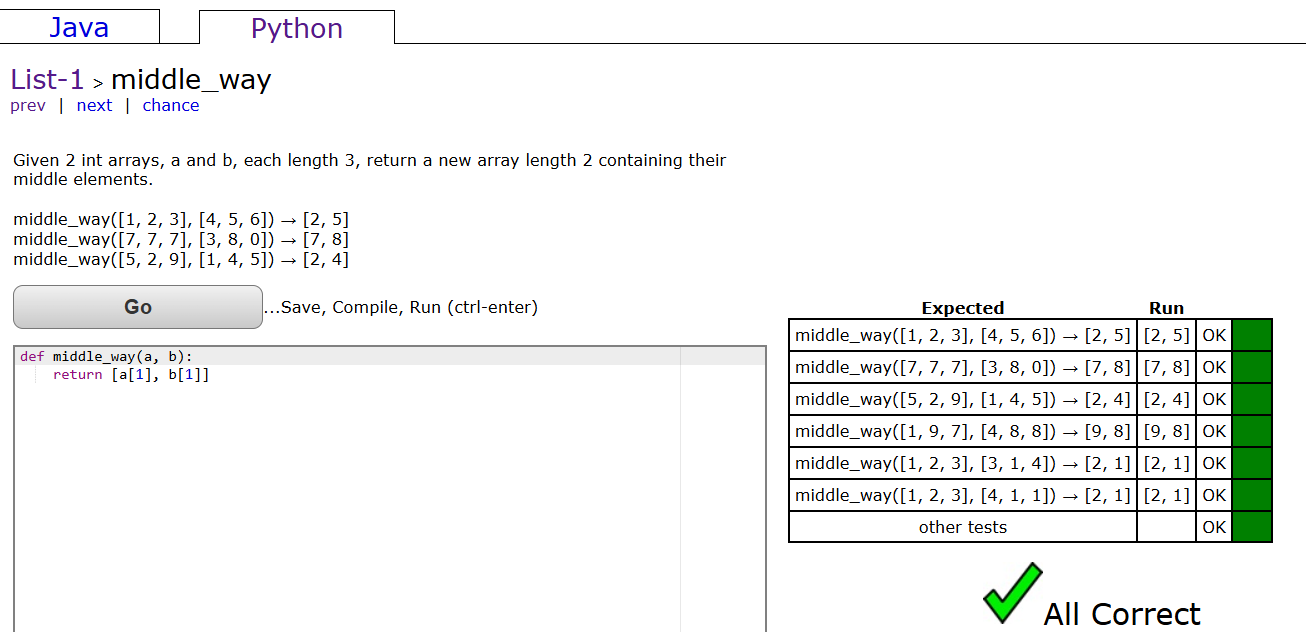 Java
Python
List-1 > middle_way
prev | next | chance
Given 2 int arrays, a and b, each length 3, return a new array length 2 containing their
middle elements.
middle_way([1, 2, 3], [4, 5, 6]) → [2, 5]
middle_way([7, 7, 7], [3, 8, 0]) → [7, 8]
middle_way([5, 2, 9], [1, 4, 5]) → [2, 4]
Go ...Save, Compile, Run (ctrl-enter)
def middle_way(a, b):
    return [a[1], b[1]]
Expected Run
middle_way([1, 2, 3], [4, 5, 6]) → [2, 5] [2, 5] OK
middle_way([7, 7, 7], [3, 8, 0]) → [7, 8] [7, 8] OK
middle_way([5, 2, 9], [1, 4, 5]) → [2, 4] [2, 4] OK
middle_way([1, 9, 7], [4, 8, 8]) → [9, 8] [9, 8] OK
middle_way([1, 2, 3], [3, 1, 4]) → [2, 1] [2, 1] OK
middle_way([1, 2, 3], [4, 1, 1]) → [2, 1] [2, 1] OK
other tests OK
All Correct